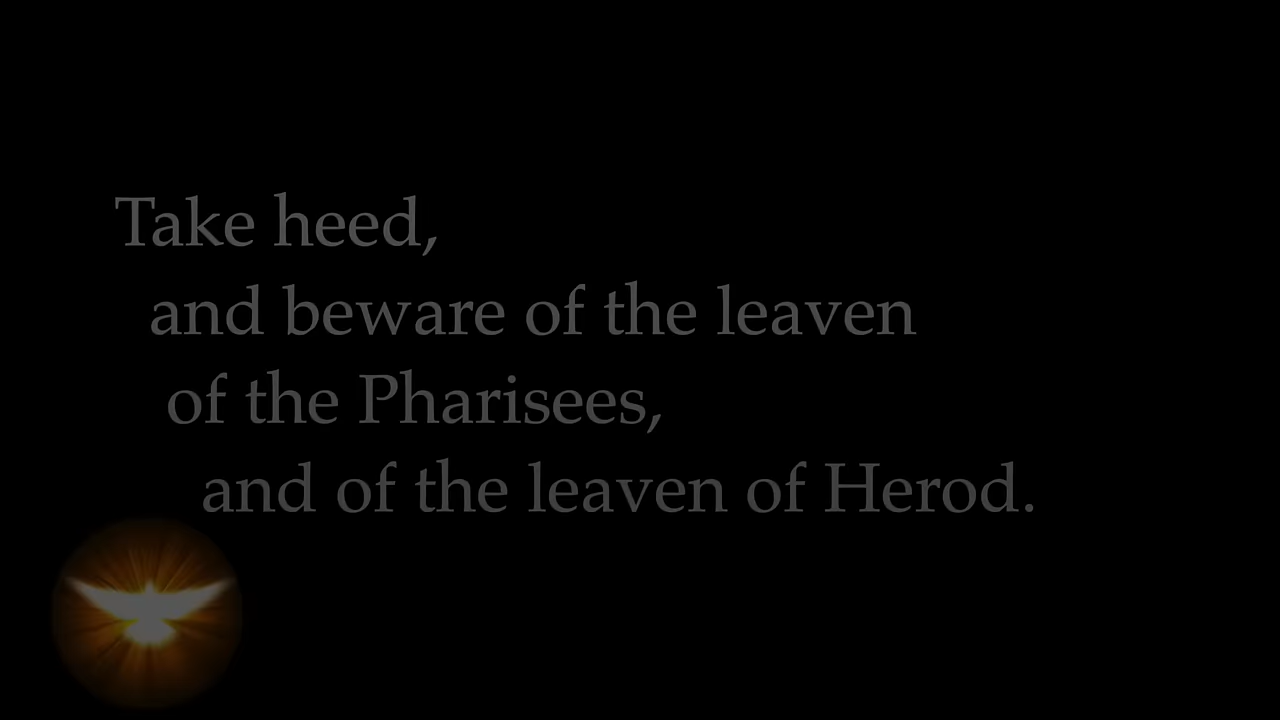 Take heed,
and beware of the leaven
of the Pharisees,
and of the leaven of Herod.